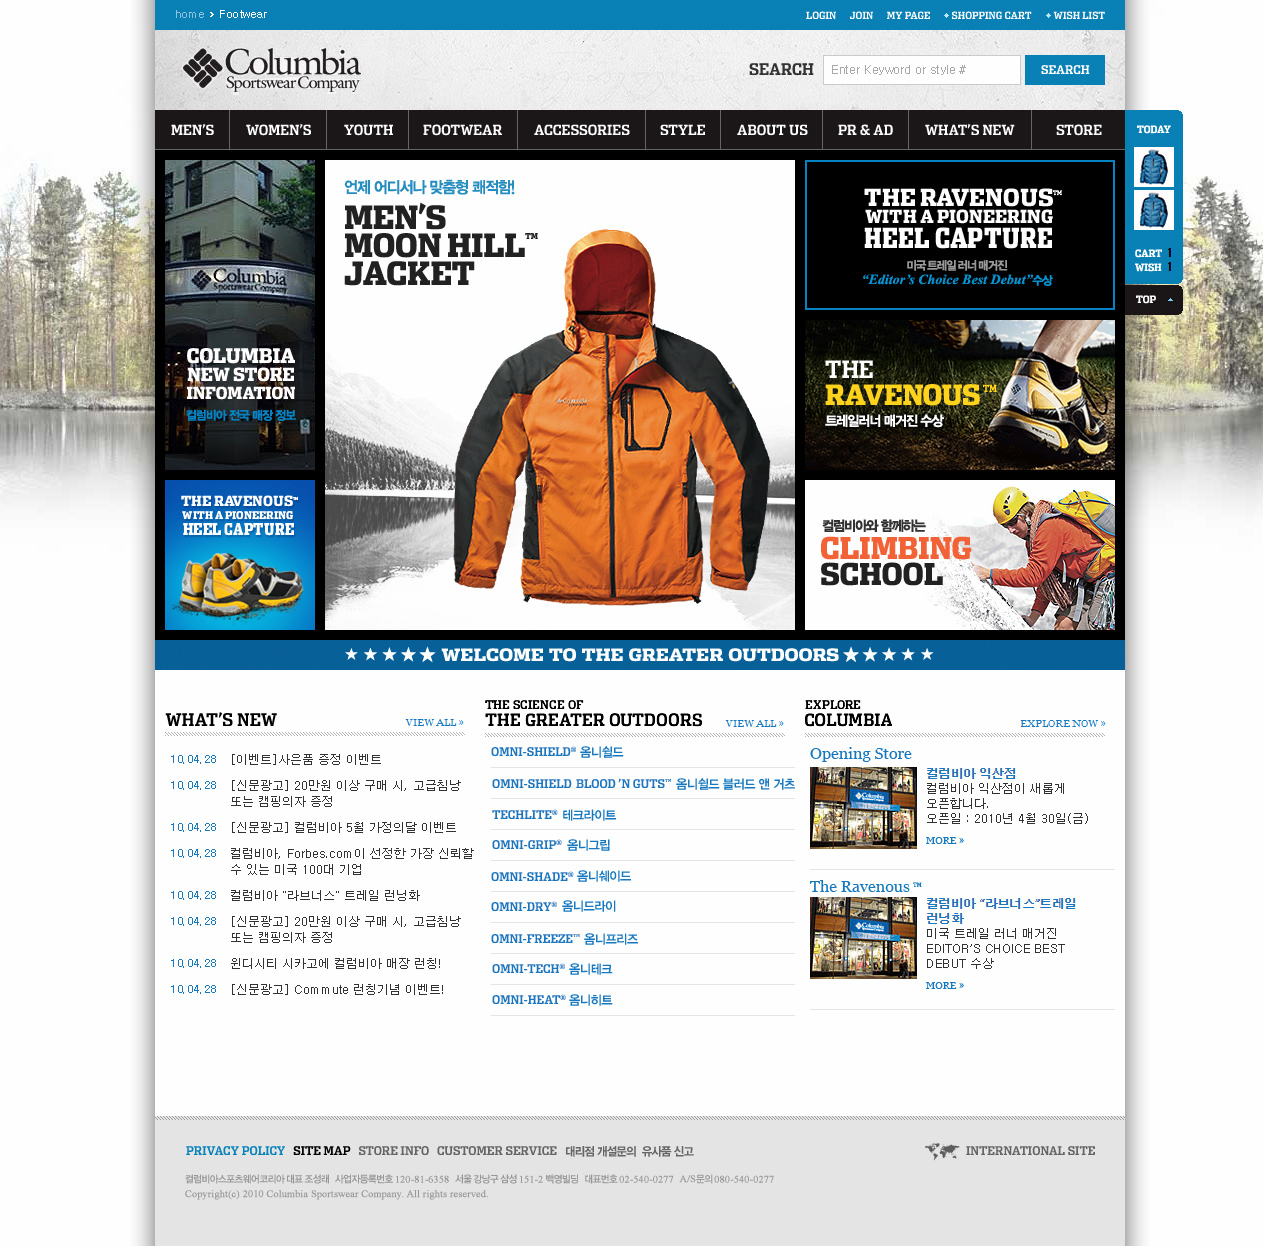 home > Footwear
LOGIN JOIN MY PAGE + SHOPPING CART + WISH LIST
Columbia
Sportswear Company
SEARCH Enter Keyword or style # SEARCH
MEN'S WOMEN'S YOUTH FOOTWEAR ACCESSORIES STYLE ABOUT US PR & AD WHAT'S NEW STORE
TODAY
CART 1
WISH 1
TOP
Columbia
Sportswear Company
COLUMBIA
NEW STORE
INFOMATION
컬럼비아 전국 매장 정보
THE RAVENOUS™
WITH A PIONEERING
HEEL CAPTURE
언제 어디서나 맞춤형 쾌적함!
MEN'S
MOON HILL™
JACKET
THE RAVENOUS™
WITH A PIONEERING
HEEL CAPTURE
미국 트레일 러너 매거진
“Editor's Choice Best Debut”수상
THE
RAVENOUS™
트레일러너 매거진 수상
컬럼비아와 함께하는
CLIMBING
SCHOOL
★ ★ ★ ★ ★ WELCOME TO THE GREATER OUTDOORS ★ ★ ★ ★ ★
WHAT'S NEW VIEW ALL »
10.04.28 [이벤트]사은품 증정 이벤트
10.04.28 [신문광고] 20만원 이상 구매 시, 고급침낭
또는 캠핑의자 증정
10.04.28 [신문광고] 컬럼비아 5월 가정의달 이벤트
10.04.28 컬럼비아, Forbes.com이 선정한 가장 신뢰할
수 있는 미국 100대 기업
10.04.28 컬럼비아 "라브너스" 트레일 런닝화
10.04.28 [신문광고] 20만원 이상 구매 시, 고급침낭
또는 캠핑의자 증정
10.04.28 윈디시티 시카고에 컬럼비아 매장 런칭!
10.04.28 [신문광고] Commute 런칭기념 이벤트!
THE SCIENCE OF
THE GREATER OUTDOORS VIEW ALL »
OMNI-SHIELD® 옴니쉴드
OMNI-SHIELD BLOOD 'N GUTS™ 옴니쉴드 블러드 앤 거츠
TECHLITE® 테크라이트
OMNI-GRIP® 옴니그립
OMNI-SHADE® 옴니쉐이드
OMNI-DRY® 옴니드라이
OMNI-FREEZE™ 옴니프리즈
OMNI-TECH® 옴니테크
OMNI-HEAT® 옴니히트
EXPLORE
COLUMBIA EXPLORE NOW »
Opening Store
컬럼비아 익산점
컬럼비아 익산점이 새롭게
오픈합니다.
오픈일 : 2010년 4월 30일(금)
MORE »
The Ravenous™
컬럼비아 “라브너스”트레일
런닝화
미국 트레일 러너 매거진
EDITOR'S CHOICE BEST
DEBUT 수상
MORE »
PRIVACY POLICY SITE MAP STORE INFO CUSTOMER SERVICE 대리점 개설문의 유사품 신고
INTERNATIONAL SITE
컬럼비아스포츠웨어코리아 대표 조성래 사업자등록번호 120-81-6358 서울 강남구 삼성 151-2 백영빌딩 대표번호 02-540-0277 A/S문의 080-540-0277
Copyright(c) 2010 Columbia Sportswear Company. All rights reserved.